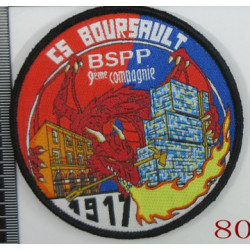 CS BOURSAULT
BSPP
9ème compagnie
1917
80